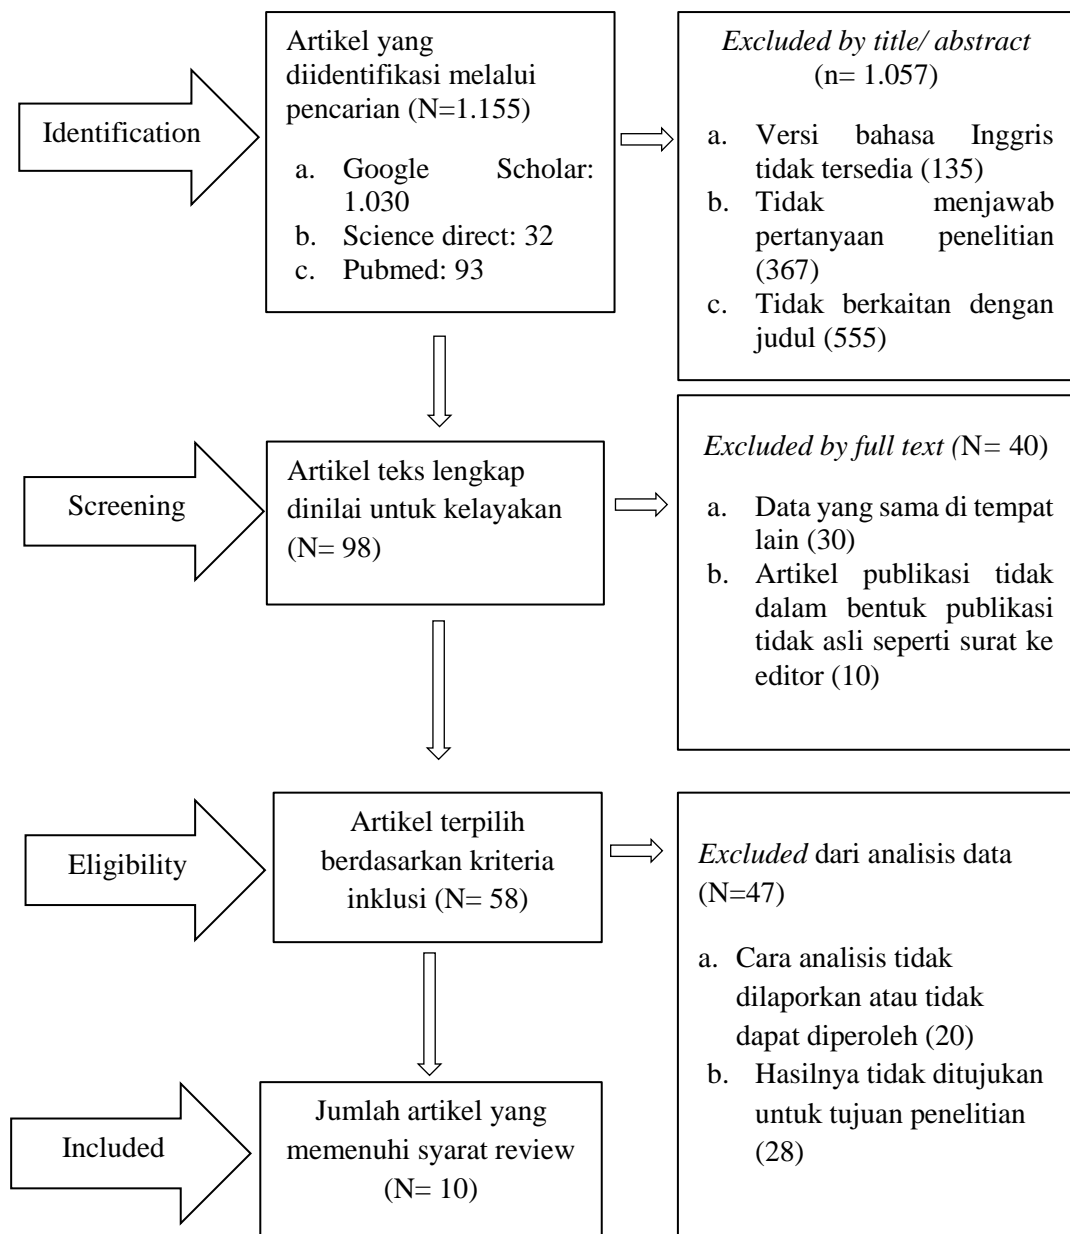 Identification
Artikel yang
diidentifikasi melalui
pencarian (N=1.155)
a. Google Scholar:
1.030
b. Science direct: 32
c. Pubmed: 93
Excluded by title/ abstract
(n= 1.057)
a. Versi bahasa Inggris
tidak tersedia (135)
b. Tidak menjawab
pertanyaan penelitian
(367)
c. Tidak berkaitan dengan
judul (555)
Screening
Artikel teks lengkap
dinilai untuk kelayakan
(N= 98)
Excluded by full text (N= 40)
a. Data yang sama di tempat
lain (30)
b. Artikel publikasi tidak
dalam bentuk publikasi
tidak asli seperti surat ke
editor (10)
Eligibility
Artikel terpilih
berdasarkan kriteria
inklusi (N= 58)
Excluded dari analisis data
(N=47)
a. Cara analisis tidak
dilaporkan atau tidak
dapat diperoleh (20)
b. Hasilnya tidak ditujukan
untuk tujuan penelitian
(28)
Included
Jumlah artikel yang
memenuhi syarat review
(N= 10)